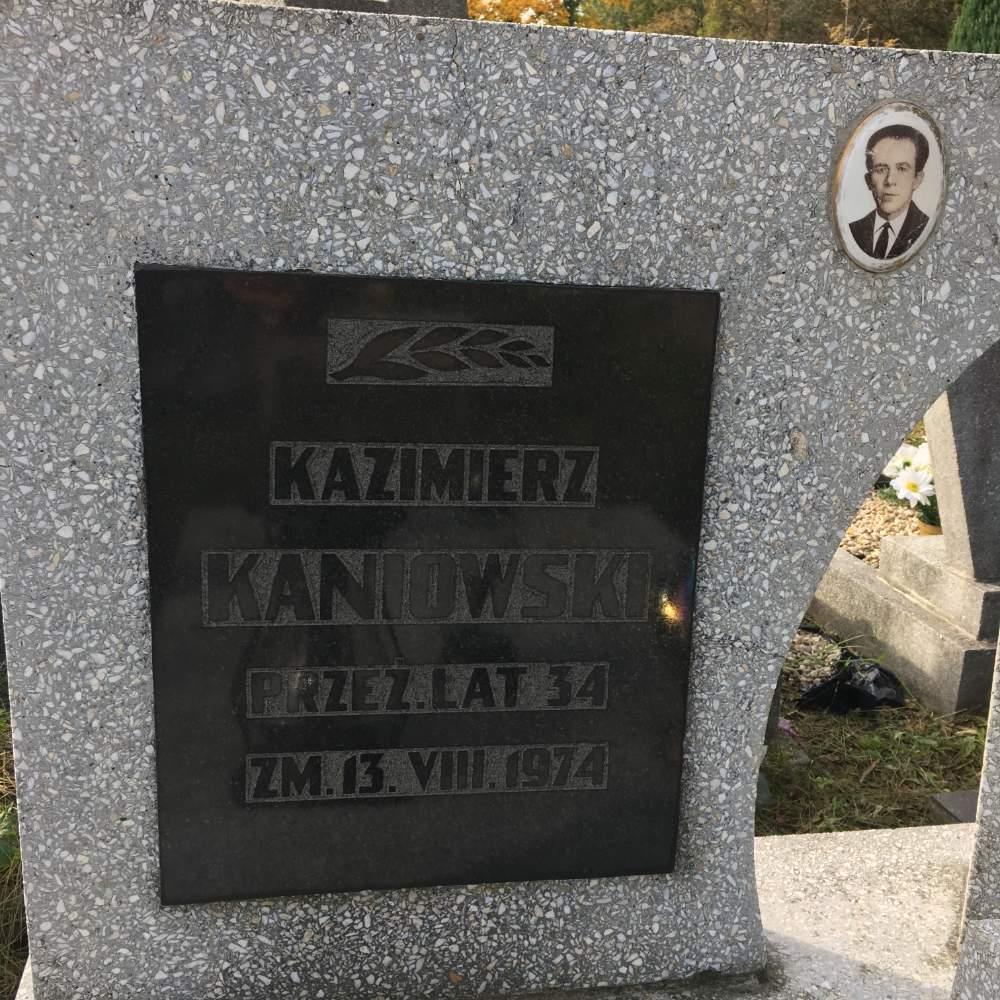 KAZIMIERZ
KANIOWSKI
PRZEŻ. LAT 34
ZM. 13. VIII. 1974